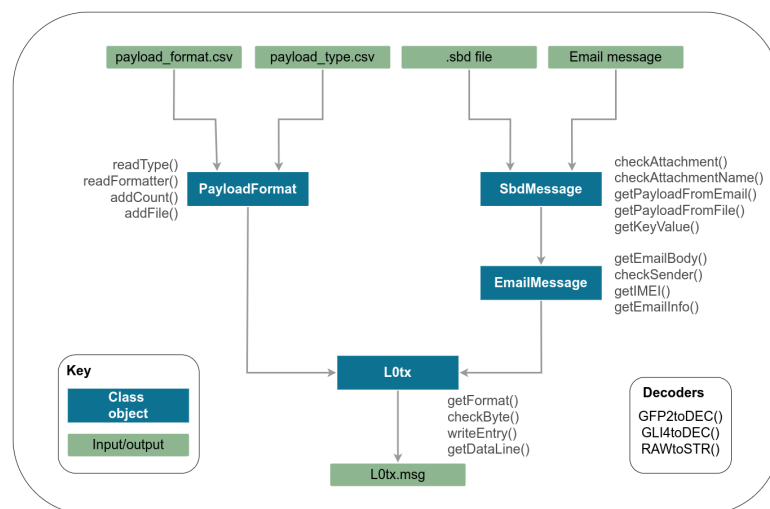 payload_format.csv
payload_type.csv
.sbd file
Email message
readType()
readFormatter()
addCount()
addFile()
PayloadFormat
SbdMessage
checkAttachment()
checkAttachmentName()
getPayloadFromEmail()
getPayloadFromFile()
getKeyValue()
EmailMessage
getEmailBody()
checkSender()
getIMEI()
getEmailInfo()
L0tx
getFormat()
checkByte()
writeEntry()
getDataLine()
L0tx.msg
Key
Class
object
Input/output
Decoders
GFP2toDEC()
GLI4toDEC()
RAWtoSTR()